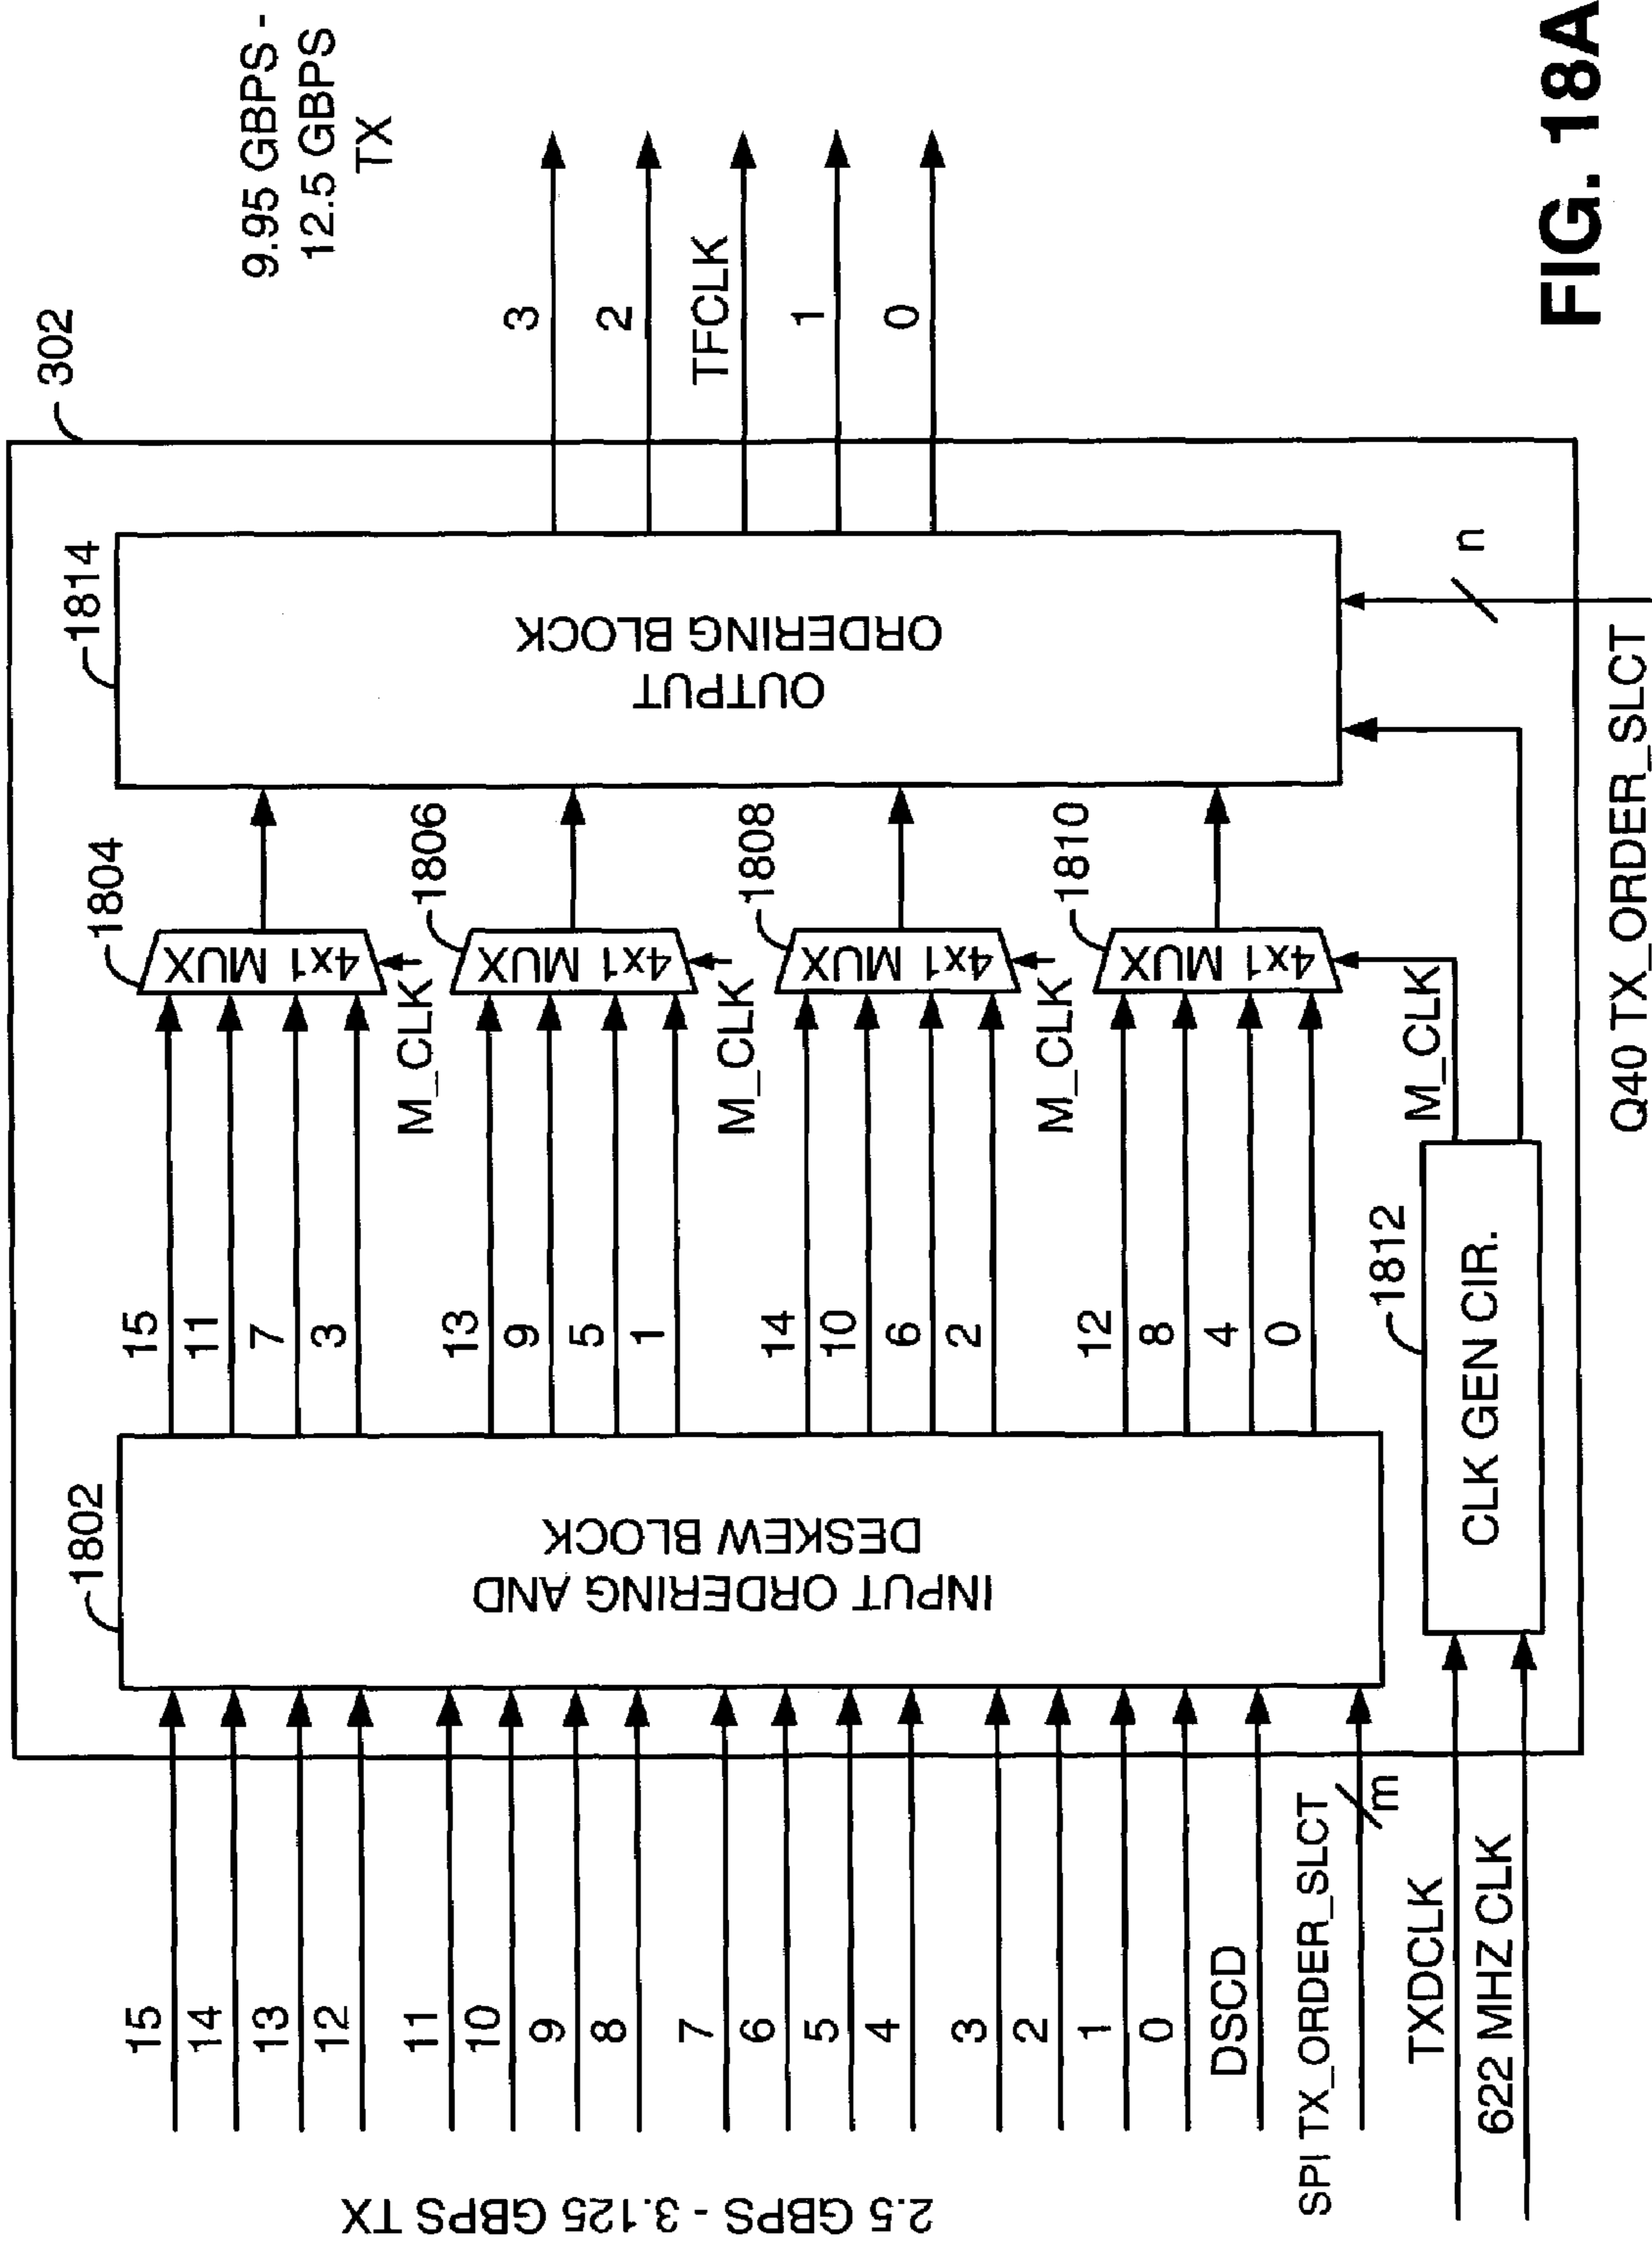 2.5 GBPS - 3.125 GBPS TX
15
14
13
12
11
10
9
8
7
6
5
4
3
2
1
0
DSCD
SPI TX_ORDER_SLCT
m
TXDCLK
622 MHZ CLK
1802
INPUT ORDERING AND
DESKEW BLOCK
15
11
7
3
13
9
5
1
14
10
6
2
12
8
4
0
1812
CLK GEN CIR.
1804
4x1 MUX
M_CLK
1806
4x1 MUX
M_CLK
1808
4x1 MUX
M_CLK
1810
4x1 MUX
M_CLK
1814
OUTPUT
ORDERING BLOCK
302
n
Q40 TX_ORDER_SLCT
3
2
TFCLK
1
0
9.95 GBPS -
12.5 GBPS
TX
FIG. 18A